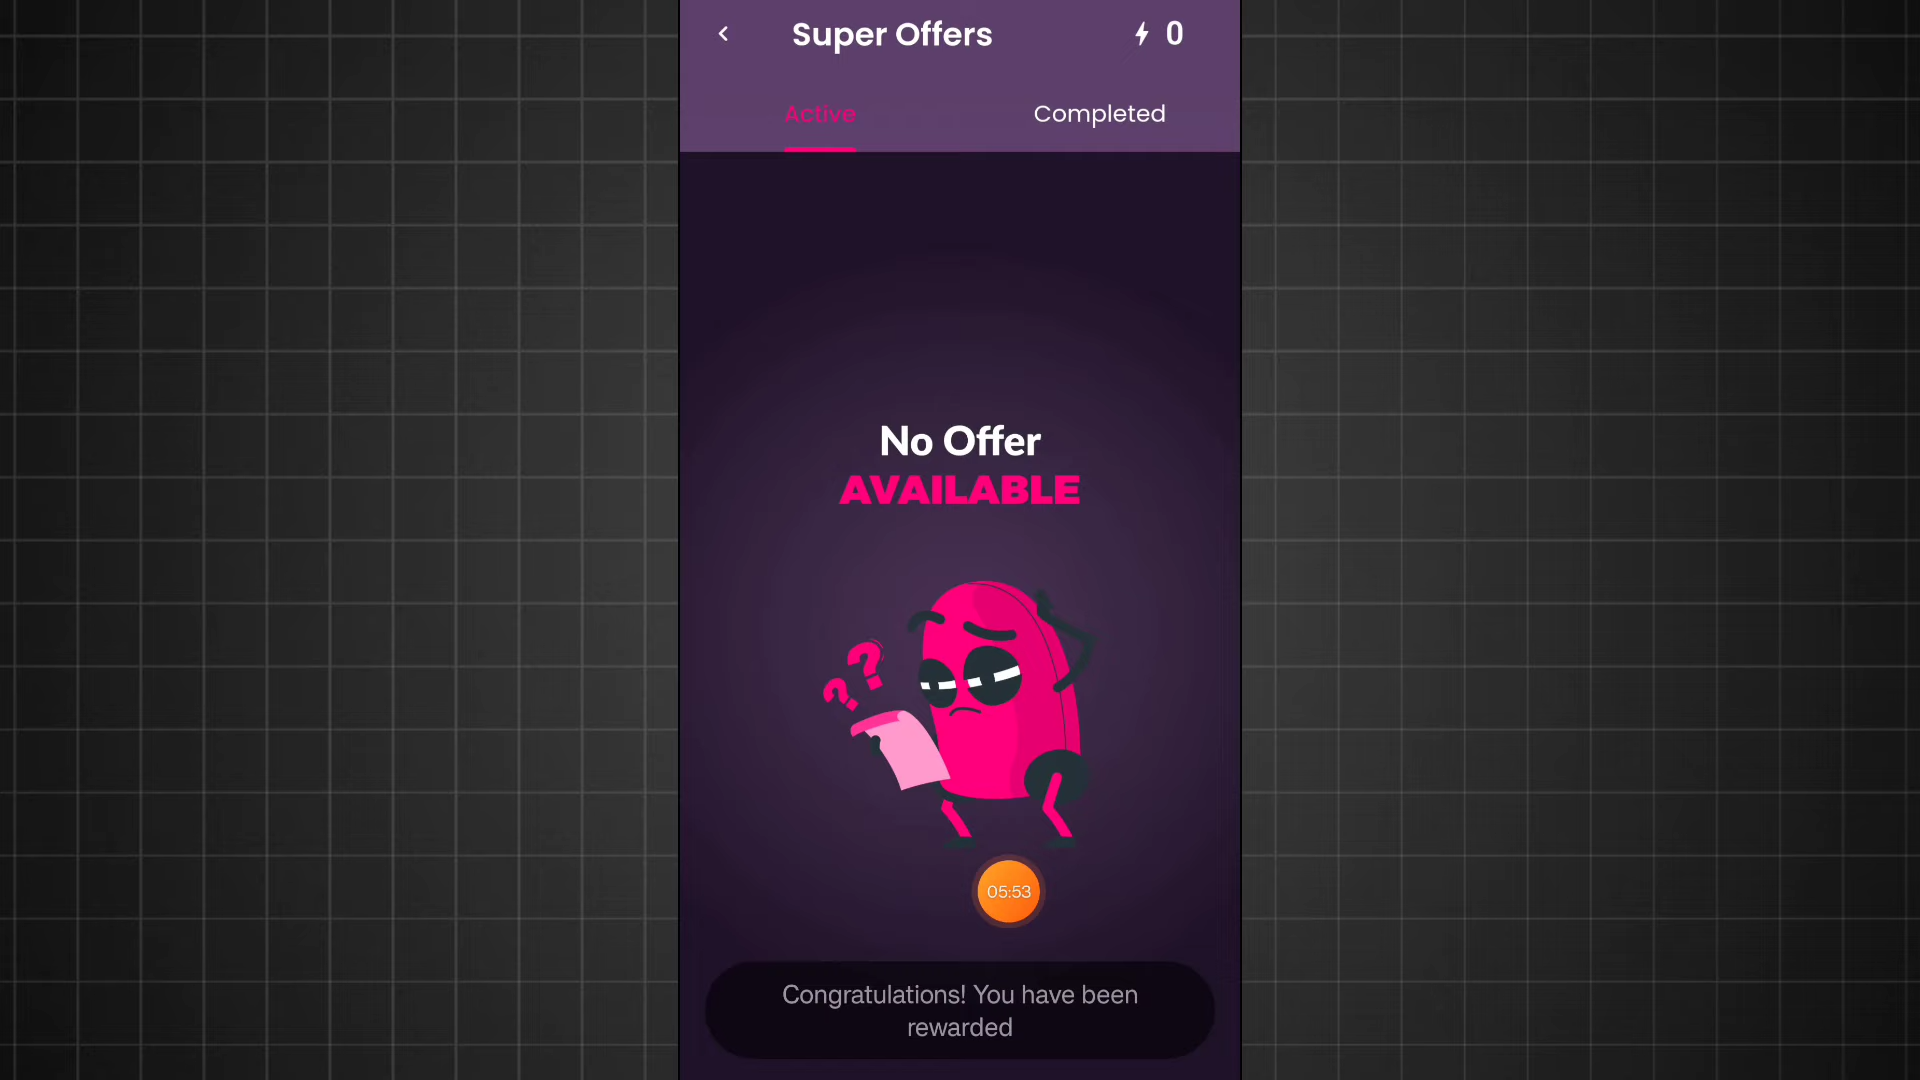 Super Offers
0
Active
Completed
No Offer
AVAILABLE
??
05:53
Congratulations! You have been
rewarded